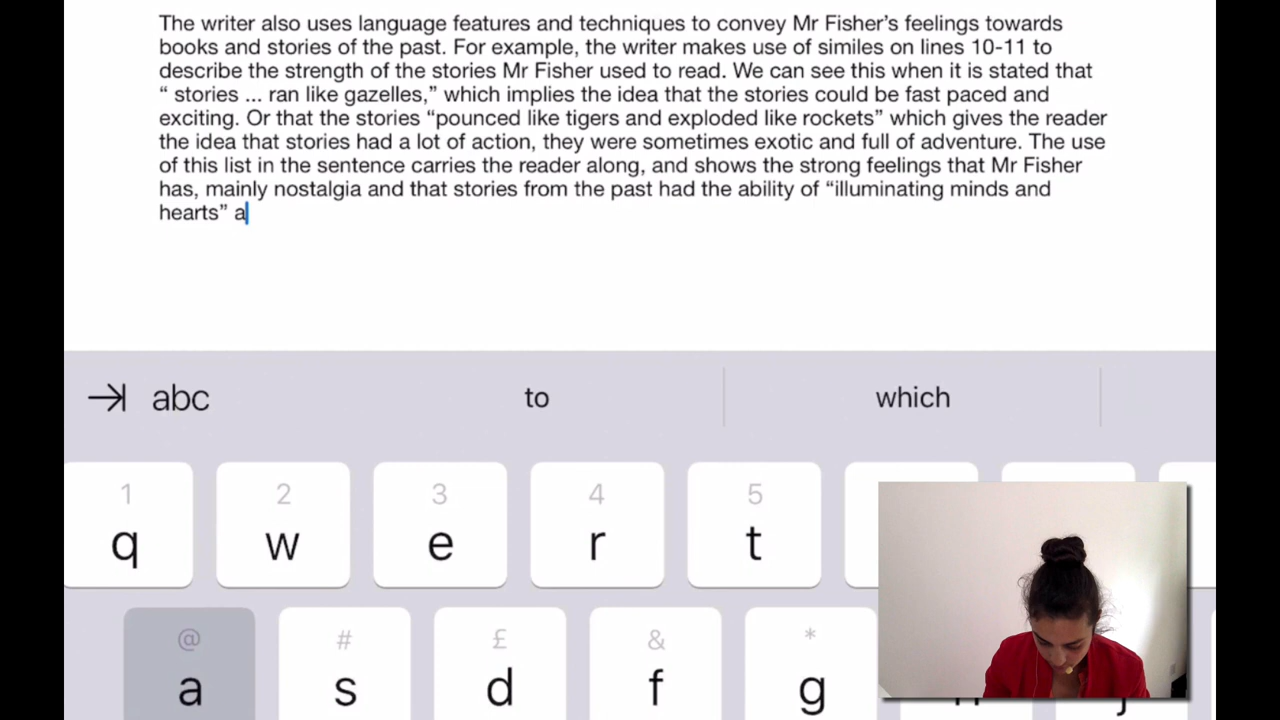 The writer also uses language features and techniques to convey Mr Fisher’s feelings towards
books and stories of the past. For example, the writer makes use of similes on lines 10-11 to
describe the strength of the stories Mr Fisher used to read. We can see this when it is stated that
“ stories ... ran like gazelles,” which implies the idea that the stories could be fast paced and
exciting. Or that the stories “pounced like tigers and exploded like rockets” which gives the reader
the idea that stories had a lot of action, they were sometimes exotic and full of adventure. The use
of this list in the sentence carries the reader along, and shows the strong feelings that Mr Fisher
has, mainly nostalgia and that stories from the past had the ability of “illuminating minds and
hearts” a
abc to which
1 2 3 4 5
q w e r t
@ # £ & *
a s d f g